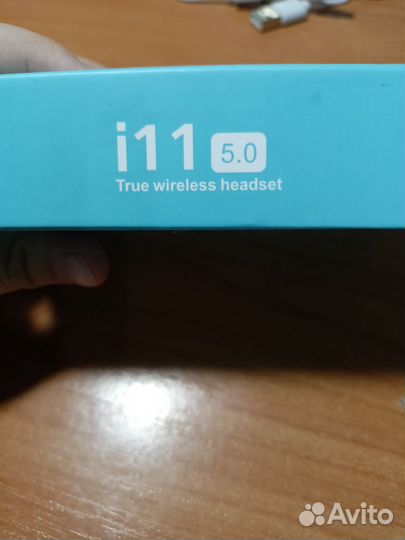 i11 5.0
True wireless headset
Avito